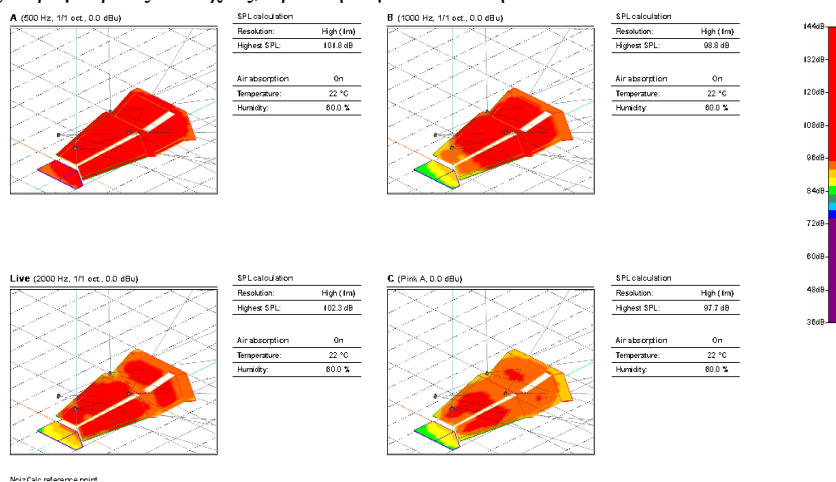 A (500 Hz, 1/1 oct., 0.0 dBu)
SPL calculation
Resolution: High (1m)
Highest SPL: 101.8 dB
Air absorption On
Temperature: 22 °C
Humidity: 60.0 %
B (1000 Hz, 1/1 oct., 0.0 dBu)
SPL calculation
Resolution: High (1m)
Highest SPL: 98.8 dB
Air absorption On
Temperature: 22 °C
Humidity: 60.0 %
144dB
132dB
120dB
108dB
96dB
84dB
72dB
60dB
48dB
36dB
Live (2000 Hz, 1/1 oct., 0.0 dBu)
SPL calculation
Resolution: High (1m)
Highest SPL: 102.3 dB
Air absorption On
Temperature: 22 °C
Humidity: 60.0 %
C (Pink A, 0.0 dBu)
SPL calculation
Resolution: High (1m)
Highest SPL: 97.7 dB
Air absorption On
Temperature: 22 °C
Humidity: 60.0 %
NoizCalc reference point